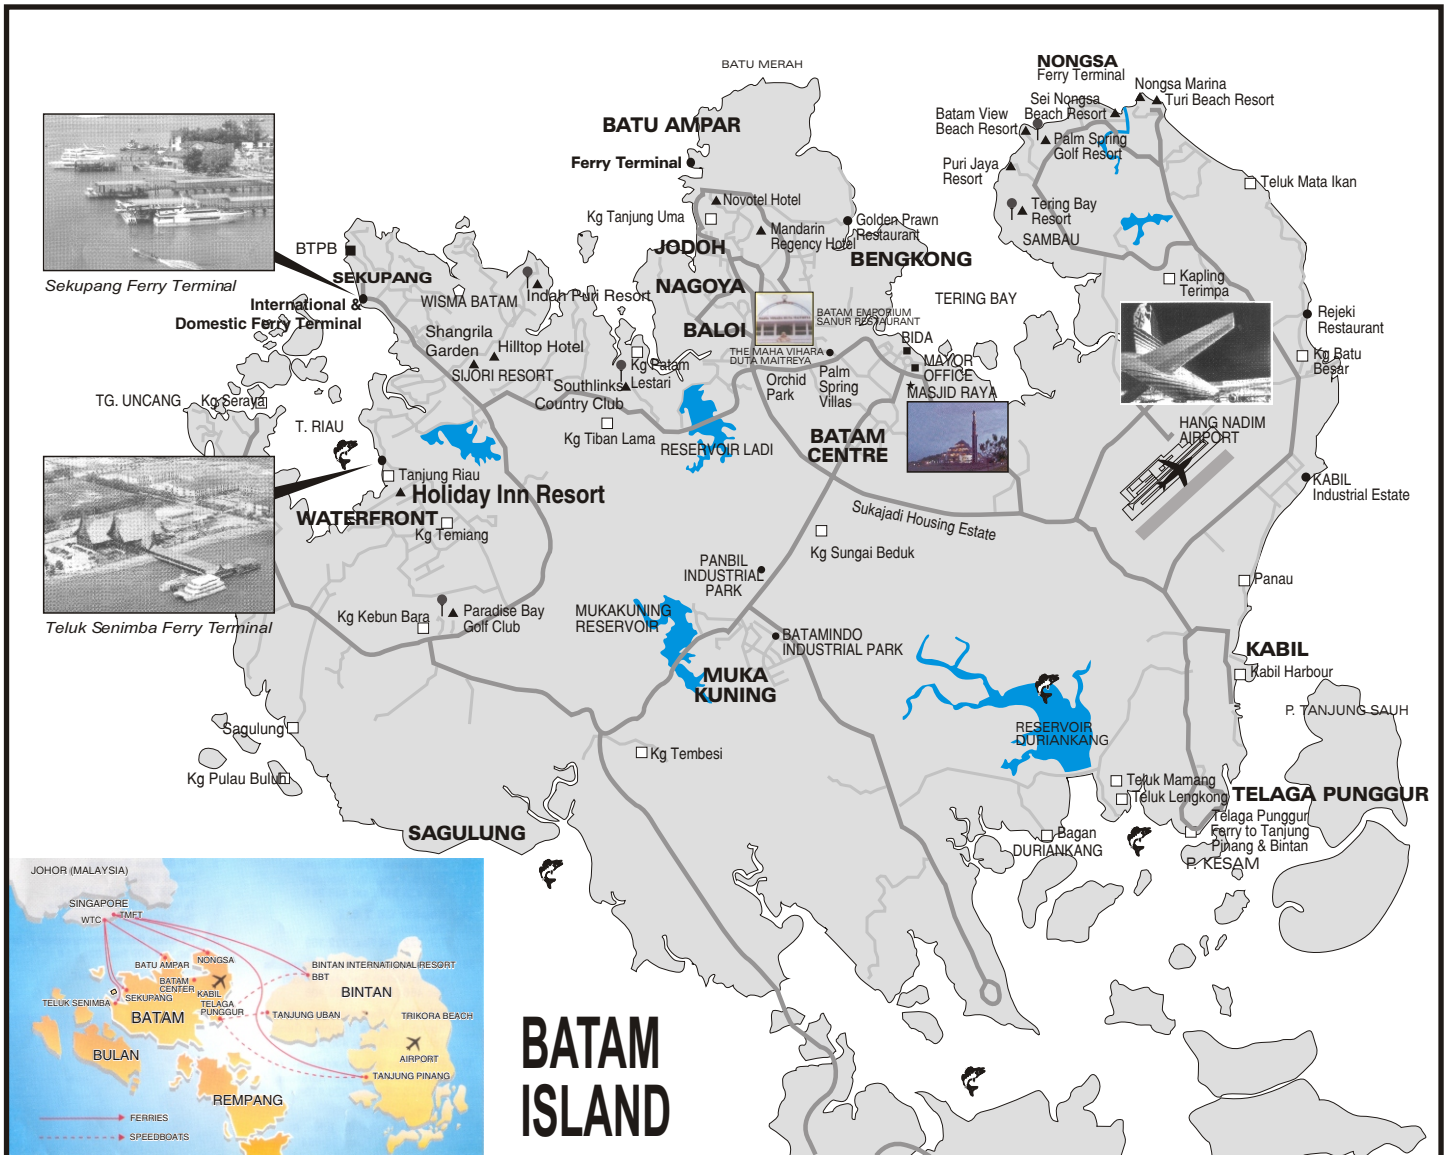 BATU MERAH
NONGSA
Ferry Terminal
Nongsa Marina
Turi Beach Resort
Sei Nongsa
Beach Resort
Batam View
Beach Resort
Palm Spring
Golf Resort
Puri Jaya
Resort
Teluk Mata Ikan
Tering Bay
Resort
SAMBAU
BATU AMPAR
Ferry Terminal
Novotel Hotel
Kg Tanjung Uma
Mandarin
Regency Hotel
Golden Prawn
Restaurant
JODOH
BENGKONG
NAGOYA
TERING BAY
Kapling
Terimpa
BALOI
BATAM EMPORIUM
SANUR RESTAURANT
THE MAHA VIHARA
DUTA MAITREYA
BIDA
MAYOR
OFFICE
MASJID RAYA
Orchid
Park
Palm
Spring
Villas
Rejeki
Restaurant
Kg Batu
Besar
HANG NADIM
AIRPORT
KABIL
Industrial Estate
BTPB
SEKUPANG
Sekupang Ferry Terminal
International &
Domestic Ferry Terminal
WISMA BATAM
Indah Puri Resort
Shangrila
Garden
Hilltop Hotel
SIJORI RESORT
Kg Patam
Lestari
Southlinks
Country Club
Kg Tiban Lama
RESERVOIR LADI
BATAM
CENTRE
TG. UNCANG
Kg Seraya
T. RIAU
Tanjung Riau
Holiday Inn Resort
WATERFRONT
Kg Temiang
Teluk Senimba Ferry Terminal
Sukajadi Housing Estate
Kg Sungai Beduk
PANBIL
INDUSTRIAL
PARK
Panau
Kg Kebun Bara
Paradise Bay
Golf Club
MUKAKUNING
RESERVOIR
BATAMINDO
INDUSTRIAL PARK
MUKA
KUNING
KABIL
Kabil Harbour
P. TANJUNG SAUH
RESERVOIR
DURIANKANG
Sagulung
Kg Pulau Buluh
Kg Tembesi
Teluk Mamang
Teluk Lengkong
TELAGA PUNGGUR
Telaga Punggur
Ferry to Tanjung
Pinang & Bintan
P. KESAM
Bagan
DURIANKANG
SAGULUNG
JOHOR (MALAYSIA)
SINGAPORE
WTC
TMFT
BATU AMPAR
NONGSA
BATAM
CENTER
KABIL
SEKUPANG
TELAGA
PUNGGUR
TELUK SENIMBA
BATAM
BULAN
REMPANG
BINTAN INTERNATIONAL RESORT
BBT
BINTAN
TANJUNG UBAN
TRIKORA BEACH
AIRPORT
TANJUNG PINANG
FERRIES
SPEEDBOATS
BATAM
ISLAND